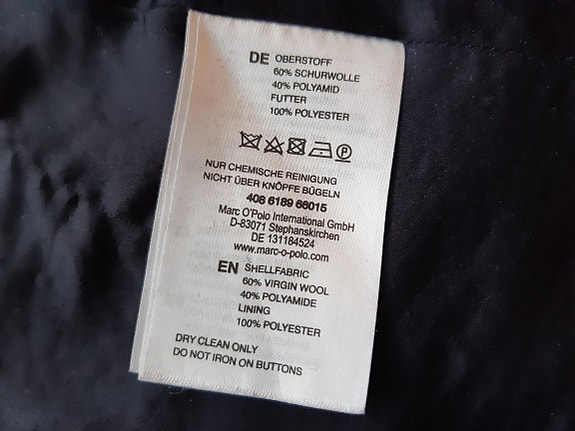 DE OBERSTOFF
60% SCHURWOLLE
40% POLYAMID
FUTTER
100% POLYESTER
P
NUR CHEMISCHE REINIGUNG
NICHT ÜBER KNÖPFE BÜGELN
408 6189 66015
Marc O'Polo International GmbH
D-83071 Stephanskirchen
DE 131184524
www.marc-o-polo.com
EN SHELLFABRIC
60% VIRGIN WOOL
40% POLYAMIDE
LINING
100% POLYESTER
DRY CLEAN ONLY
DO NOT IRON ON BUTTONS